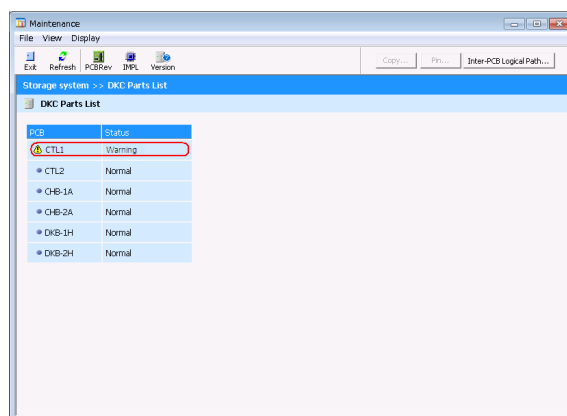 Maintenance
File View Display
Exit Refresh PCBRev IMPL Version Copy... Pin... Inter-PCB Logical Path...
Storage system >> DKC Parts List
DKC Parts List
PCB Status
CTL1 Warning
CTL2 Normal
CHB-1A Normal
CHB-2A Normal
DKB-1H Normal
DKB-2H Normal